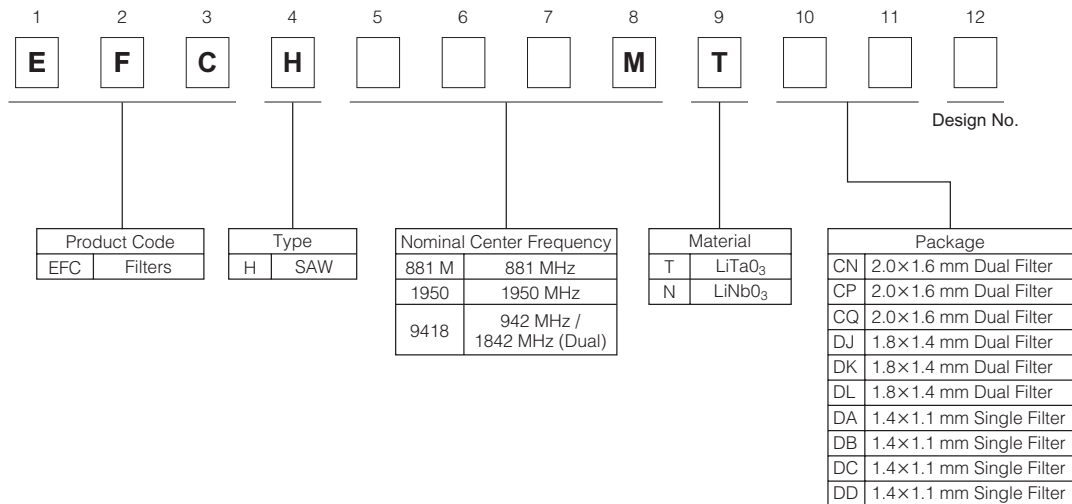 1 2 3 4 5 6 7 8 9 10 11 12
E F C H M T
Design No.
Product Code
EFC Filters
Type
H SAW
Nominal Center Frequency
881 M 881 MHz
1950 1950 MHz
9418 942 MHz /
1842 MHz (Dual)
Material
T LiTa0₃
N LiNb0₃
Package
CN 2.0×1.6 mm Dual Filter
CP 2.0×1.6 mm Dual Filter
CQ 2.0×1.6 mm Dual Filter
DJ 1.8×1.4 mm Dual Filter
DK 1.8×1.4 mm Dual Filter
DL 1.8×1.4 mm Dual Filter
DA 1.4×1.1 mm Single Filter
DB 1.4×1.1 mm Single Filter
DC 1.4×1.1 mm Single Filter
DD 1.4×1.1 mm Single Filter